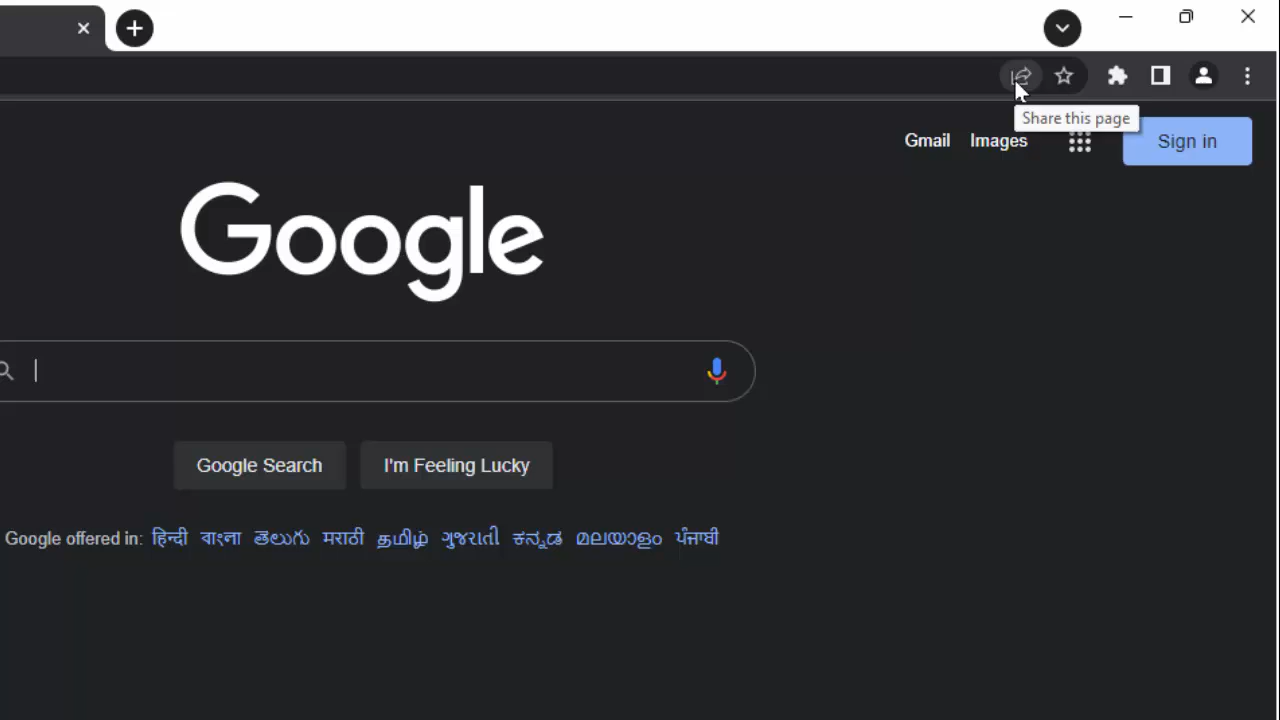 Share this page
Gmail Images Sign in
Google
Google Search I'm Feeling Lucky
Google offered in: हिन्दी বাংলা తెలుగు मराठी தமிழ் ગુજરાતી ಕನ್ನಡ മലയാളം ਪੰਜਾਬੀ